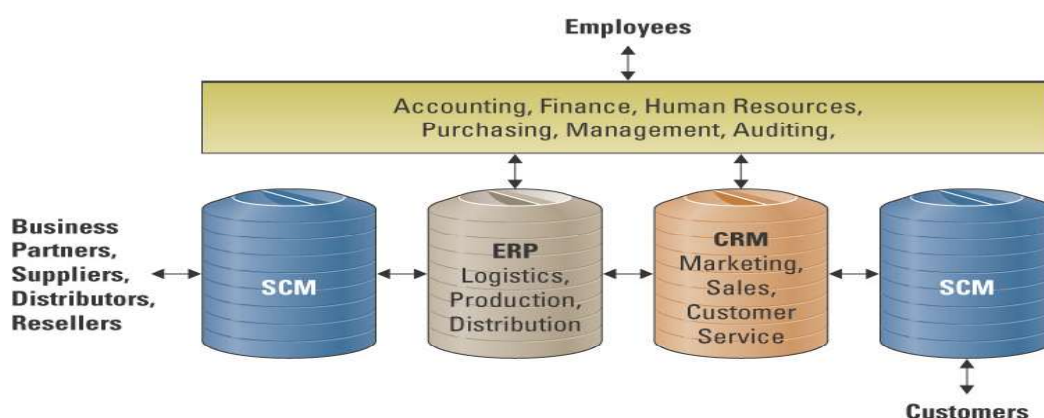 Employees
Accounting, Finance, Human Resources,
Purchasing, Management, Auditing,
Business
Partners,
Suppliers,
Distributors,
Resellers
SCM
ERP
Logistics,
Production,
Distribution
CRM
Marketing,
Sales,
Customer
Service
SCM
Customers